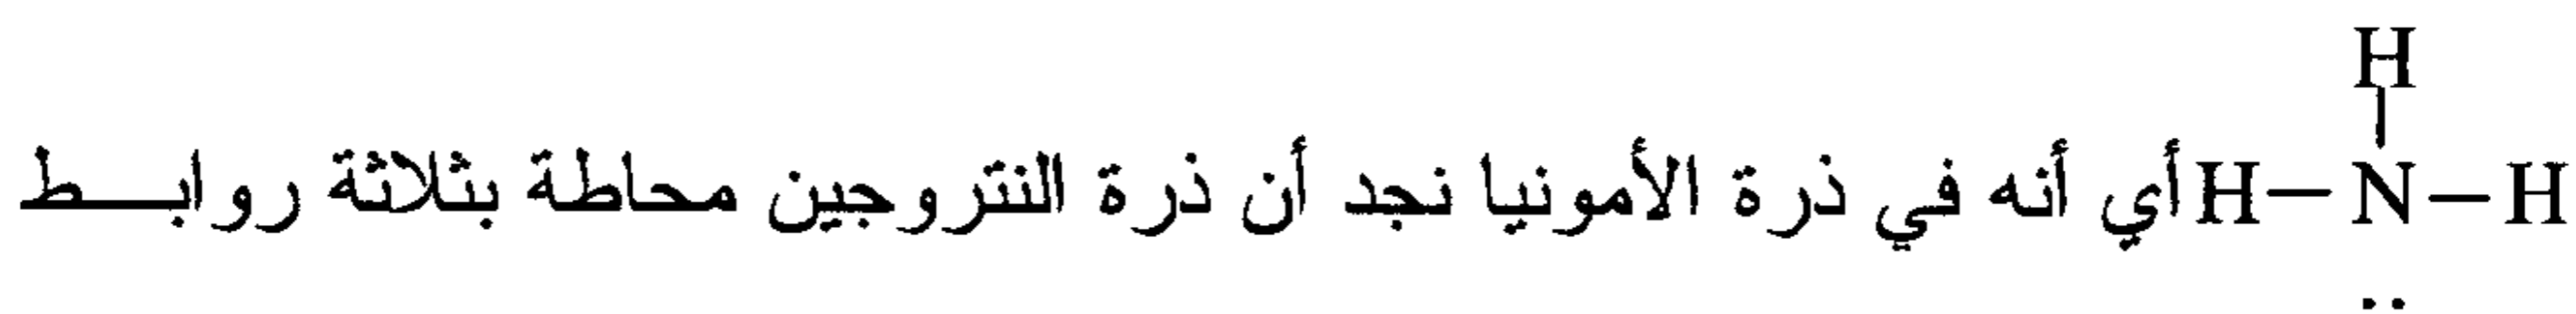 H
H–N–H أي أنه في ذرة الأمونيا نجد أن ذرة النتروجين محاطة بثلاثة روابـــط
..